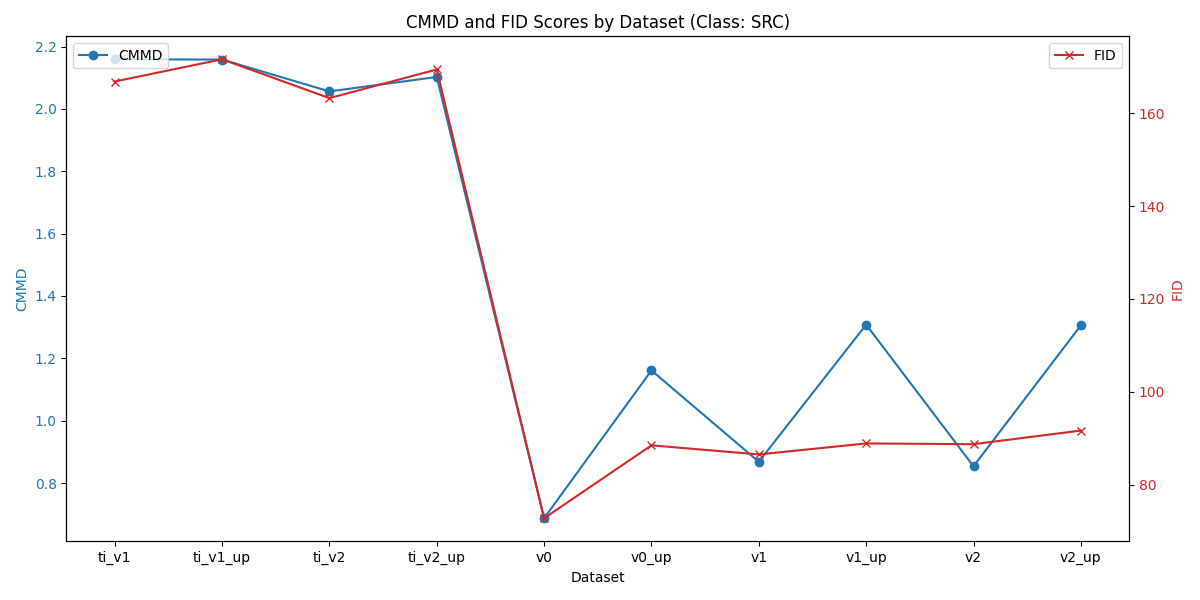 CMMD and FID Scores by Dataset (Class: SRC)
CMMD
FID
2.2
2.0
1.8
1.6
1.4
1.2
1.0
0.8
CMMD
160
140
120
100
80
FID
ti_v1 ti_v1_up ti_v2 ti_v2_up v0 v0_up v1 v1_up v2 v2_up
Dataset